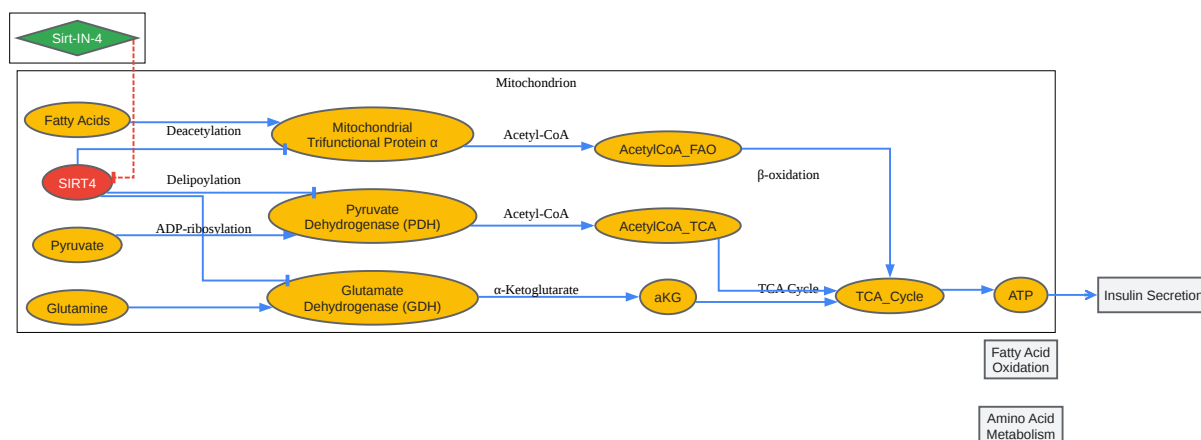 Sirt-IN-4
Mitochondrion
Fatty Acids
Deacetylation
Mitochondrial
Trifunctional Protein α
Acetyl-CoA
AcetylCoA_FAO
β-oxidation
SIRT4
Delipoylation
Pyruvate
Dehydrogenase (PDH)
Acetyl-CoA
AcetylCoA_TCA
ADP-ribosylation
Pyruvate
Glutamine
Glutamate
Dehydrogenase (GDH)
α-Ketoglutarate
aKG
TCA Cycle
TCA_Cycle
ATP
Insulin Secretion
Fatty Acid
Oxidation
Amino Acid
Metabolism